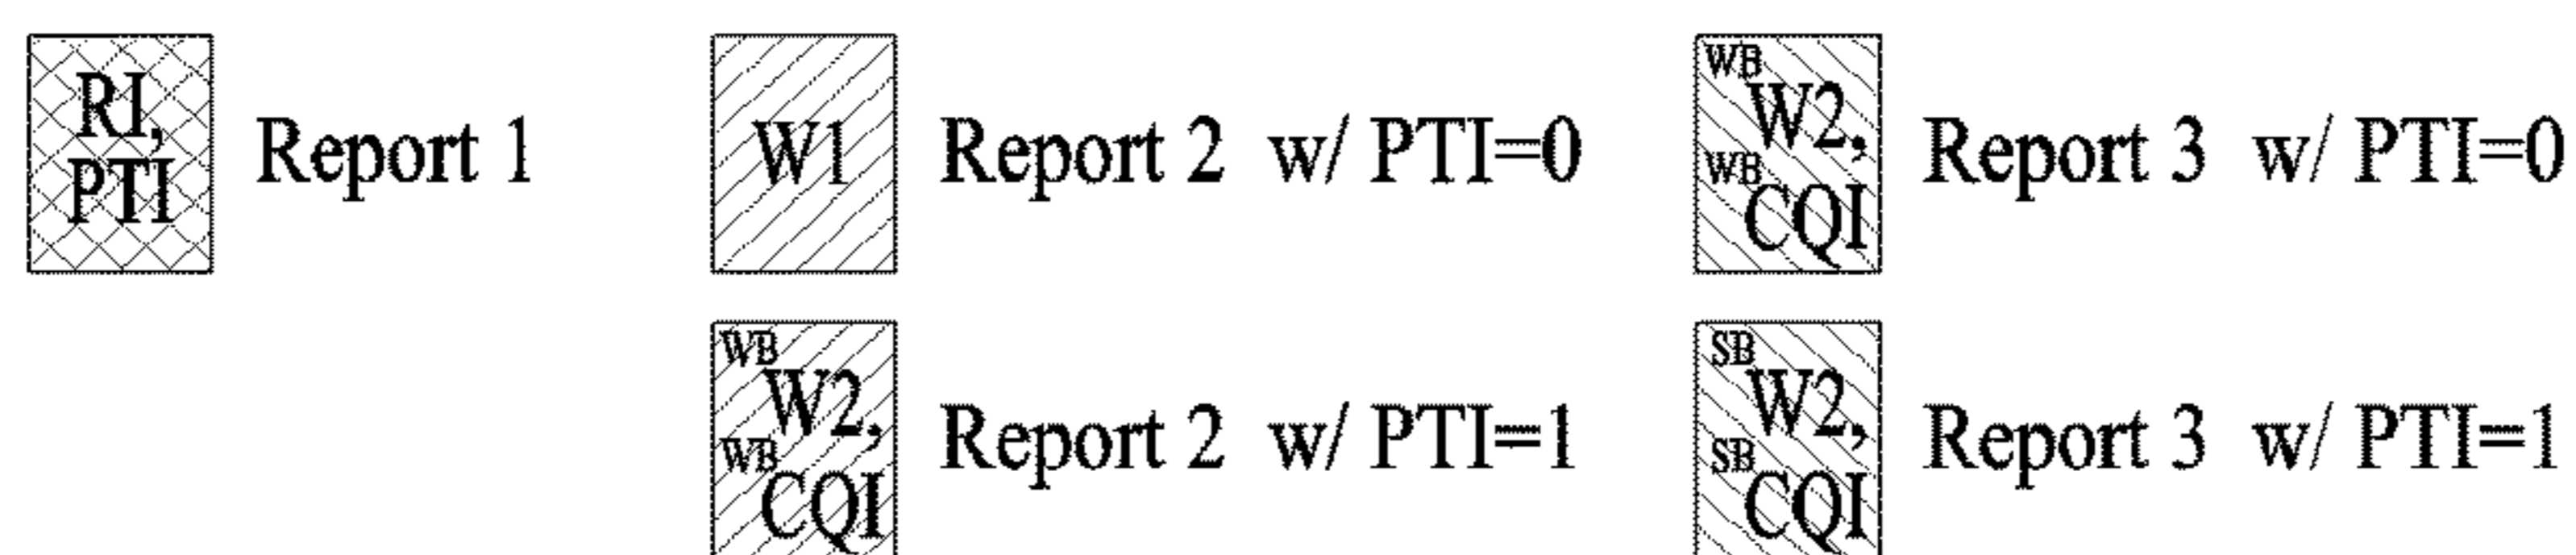 RI,
PTI
Report 1
W1
Report 2 w/ PTI=0
WB
W2,
WB
CQI
Report 3 w/ PTI=0
WB
W2,
WB
CQI
Report 2 w/ PTI=1
SB
W2,
SB
CQI
Report 3 w/ PTI=1